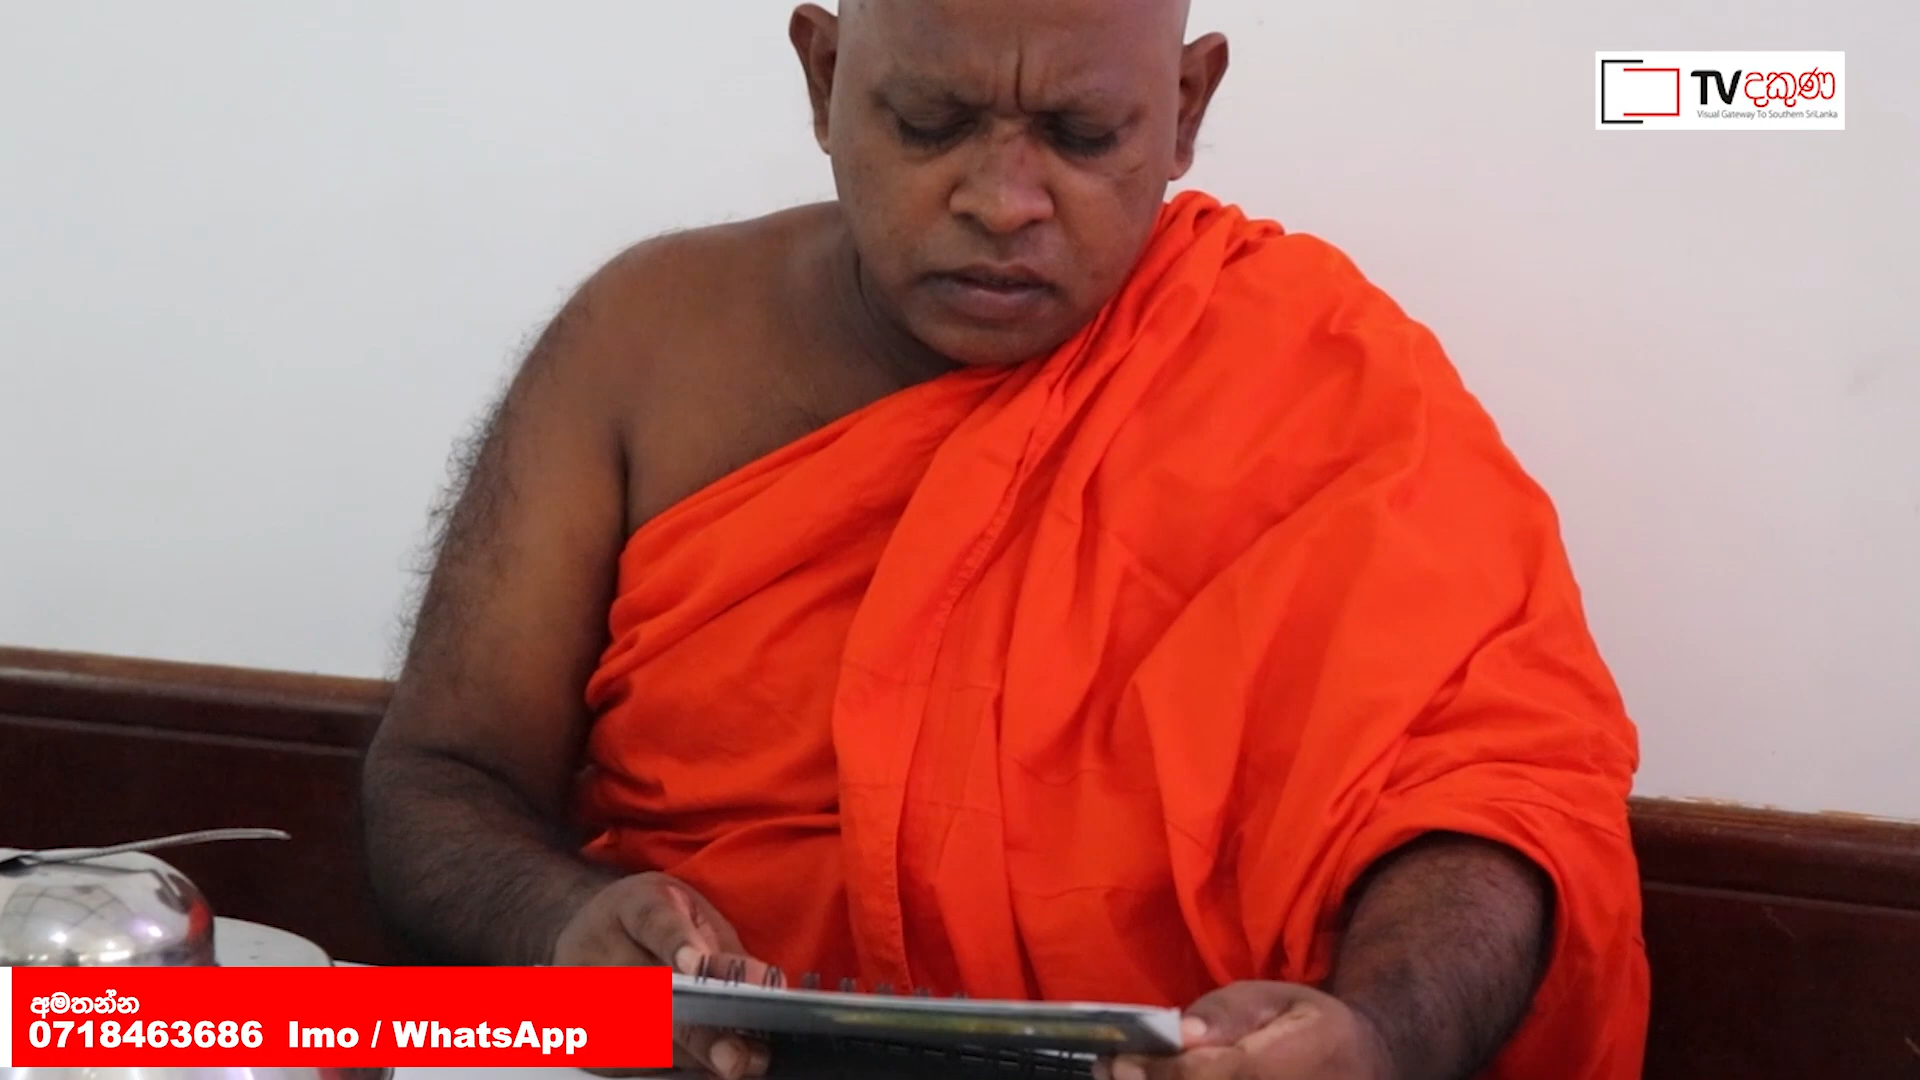 TVදකුණ
Visual Gateway To Southern SriLanka
අමතන්න
0718463686 Imo / WhatsApp